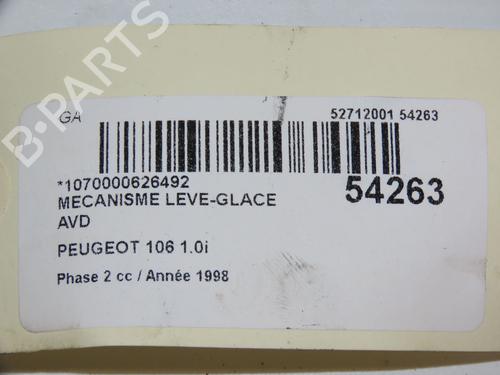 B-PARTS
GA
52712001 54263
*1070000626492
54263
MECANISME LEVE-GLACE
AVD
PEUGEOT 106 1.0i
Phase 2 cc / Année 1998